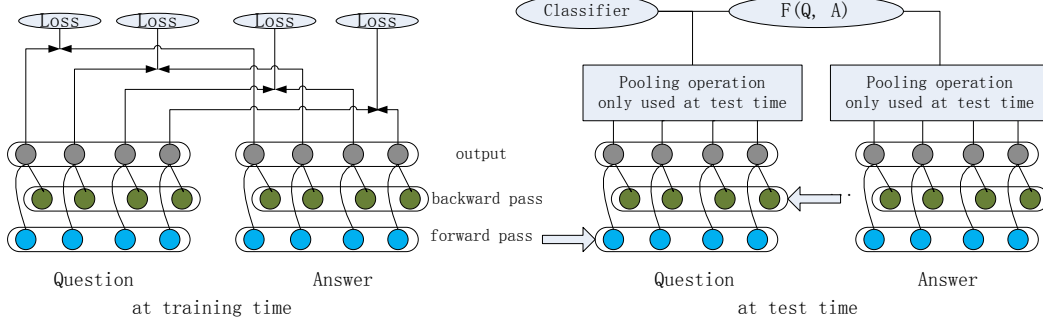 Loss Loss Loss Loss
Classifier F(Q, A)
Pooling operation
only used at test time
Pooling operation
only used at test time
output
backward pass
forward pass
Question Answer Question Answer
at training time at test time